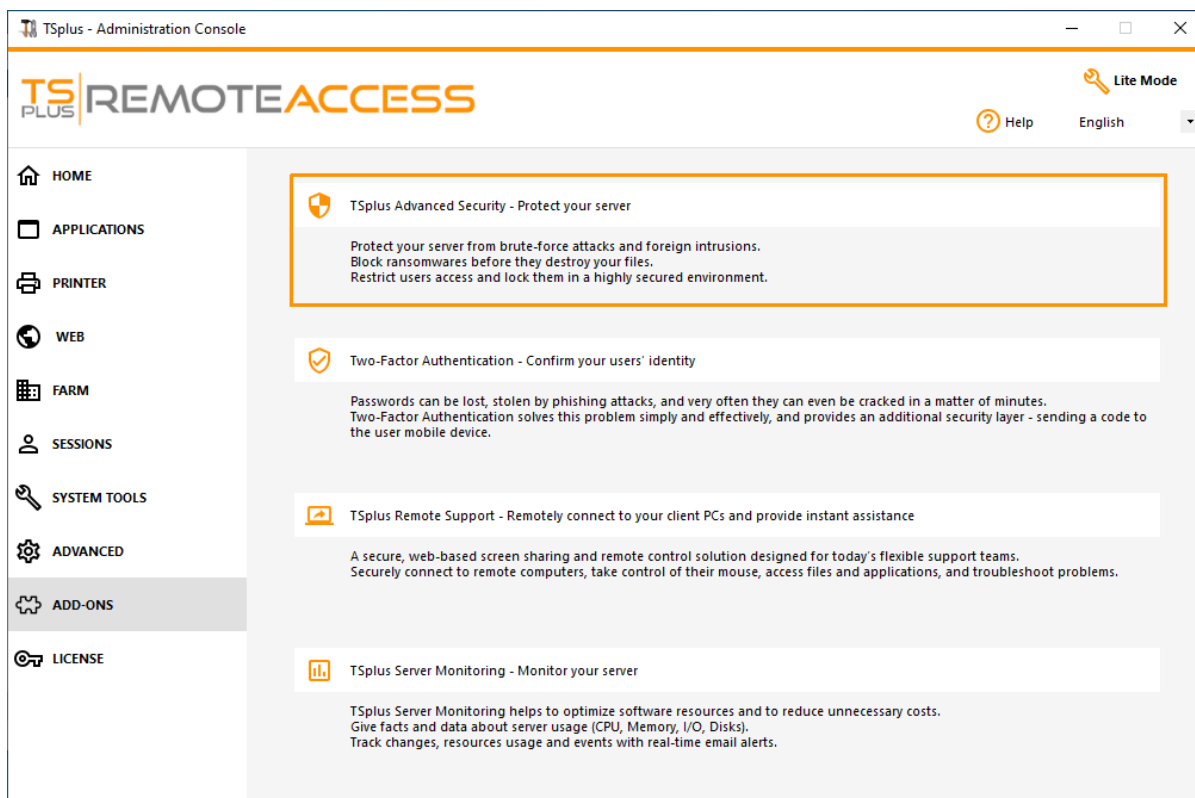 TSplus - Administration Console
TS PLUS REMOTEACCESS
Lite Mode
Help
English
HOME
APPLICATIONS
PRINTER
WEB
FARM
SESSIONS
SYSTEM TOOLS
ADVANCED
ADD-ONS
LICENSE
TSplus Advanced Security - Protect your server
Protect your server from brute-force attacks and foreign intrusions.
Block ransomwares before they destroy your files.
Restrict users access and lock them in a highly secured environment.
Two-Factor Authentication - Confirm your users' identity
Passwords can be lost, stolen by phishing attacks, and very often they can even be cracked in a matter of minutes.
Two-Factor Authentication solves this problem simply and effectively, and provides an additional security layer - sending a code to
the user mobile device.
TSplus Remote Support - Remotely connect to your client PCs and provide instant assistance
A secure, web-based screen sharing and remote control solution designed for today's flexible support teams.
Securely connect to remote computers, take control of their mouse, access files and applications, and troubleshoot problems.
TSplus Server Monitoring - Monitor your server
TSplus Server Monitoring helps to optimize software resources and to reduce unnecessary costs.
Give facts and data about server usage (CPU, Memory, I/O, Disks).
Track changes, resources usage and events with real-time email alerts.